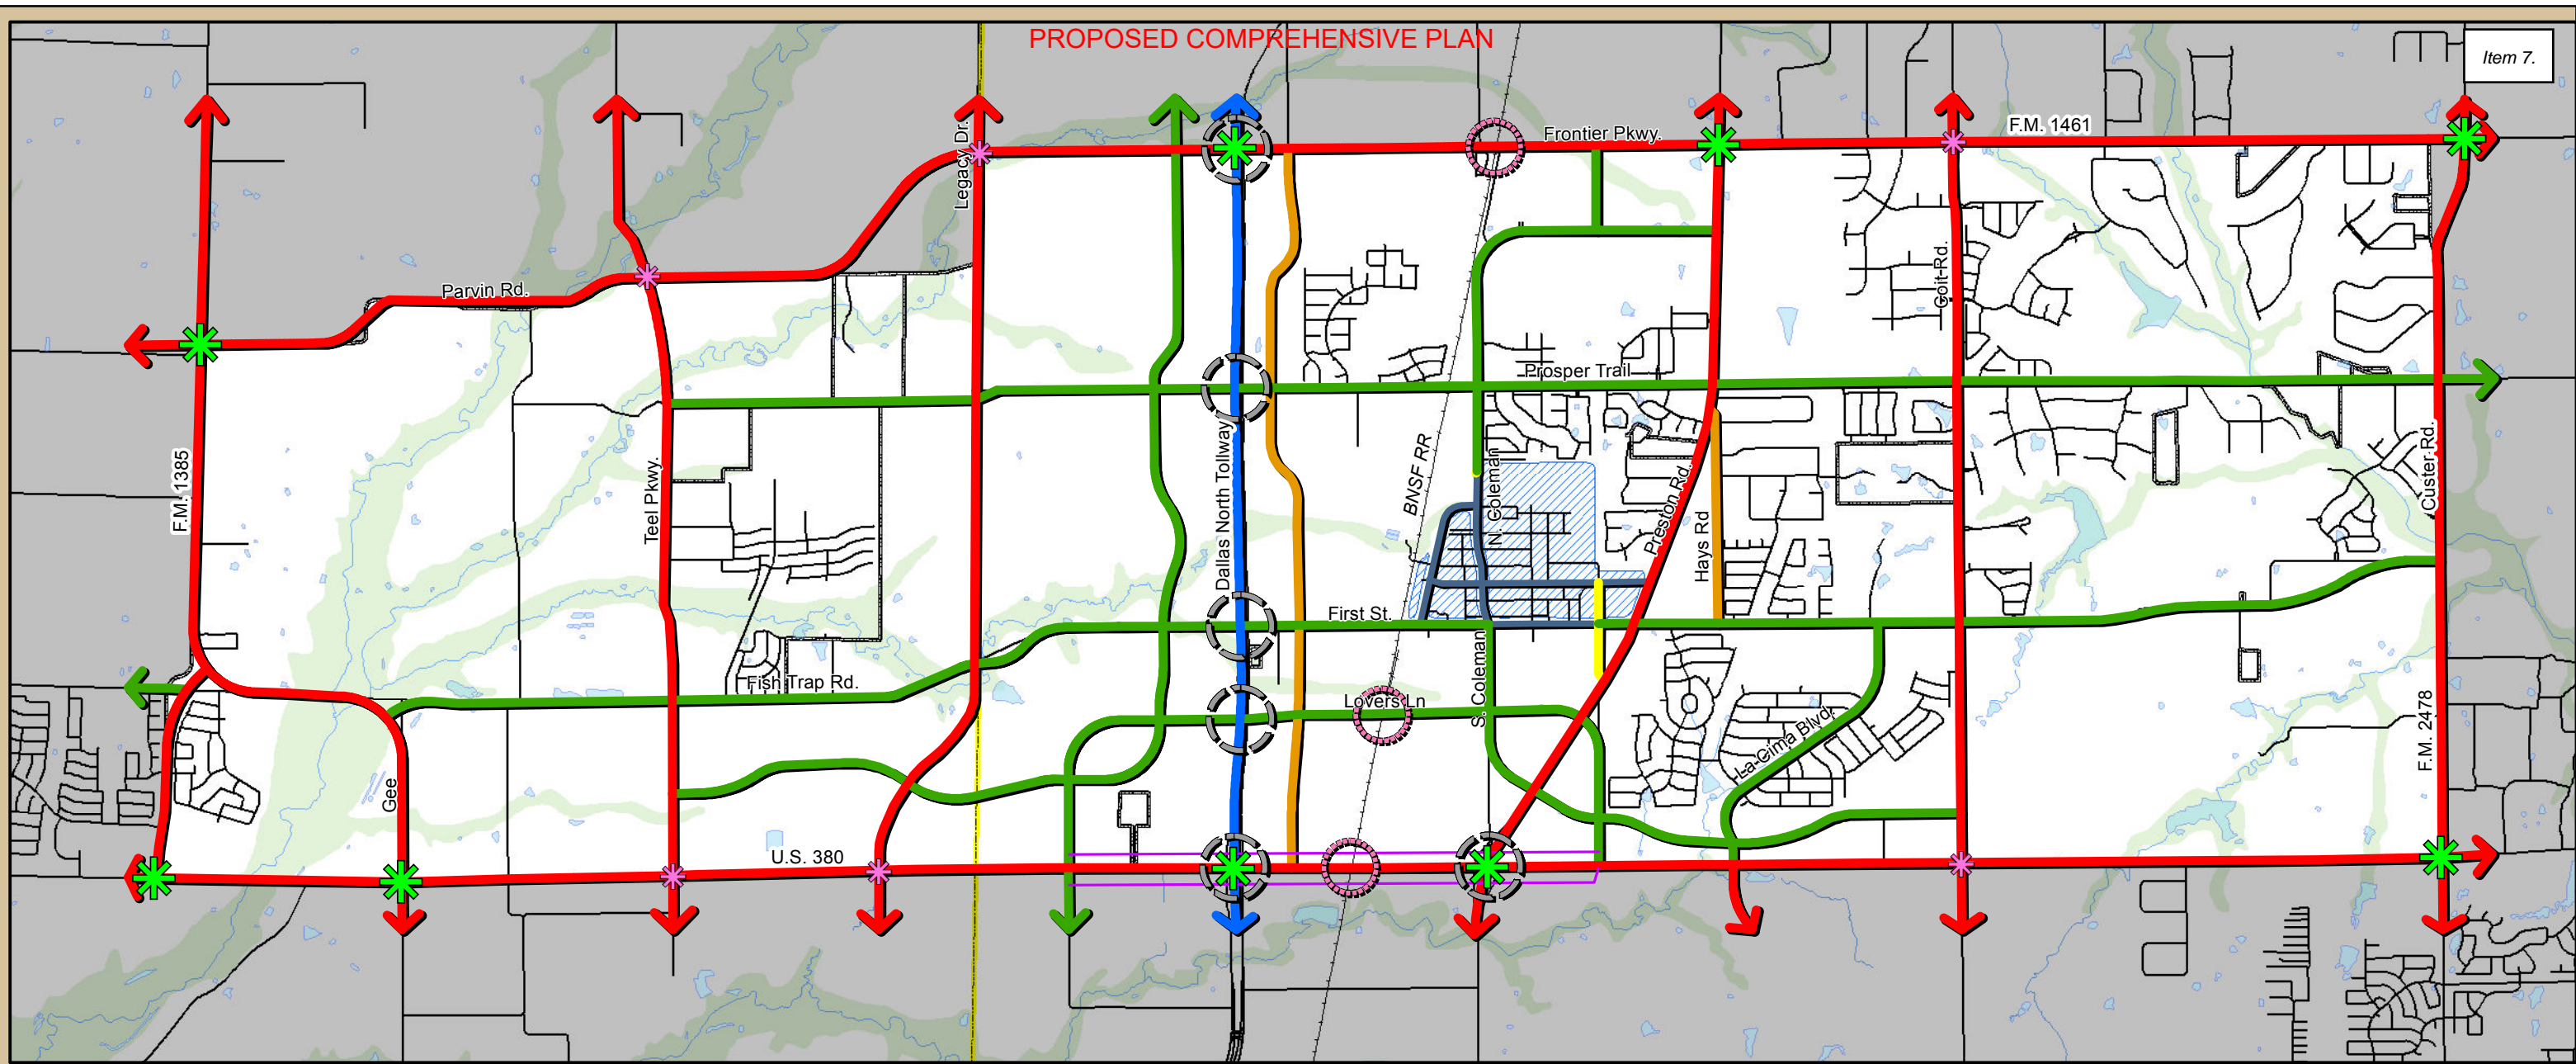 PROPOSED COMPREHENSIVE PLAN
Item 7.
Legacy Dr.
Frontier Pkwy.
F.M. 1461
Parvin Rd.
Coit Rd.
Prosper Trail
F.M. 1385
Teel Pkwy.
Dallas North Tollway
BNSF RR
N. Coleman
Preston Rd.
Hays Rd
Custer Rd.
First St.
Fish Trap Rd.
Lovers Ln
S. Coleman
La Cima Blvd.
F.M. 2478
Gee
U.S. 380